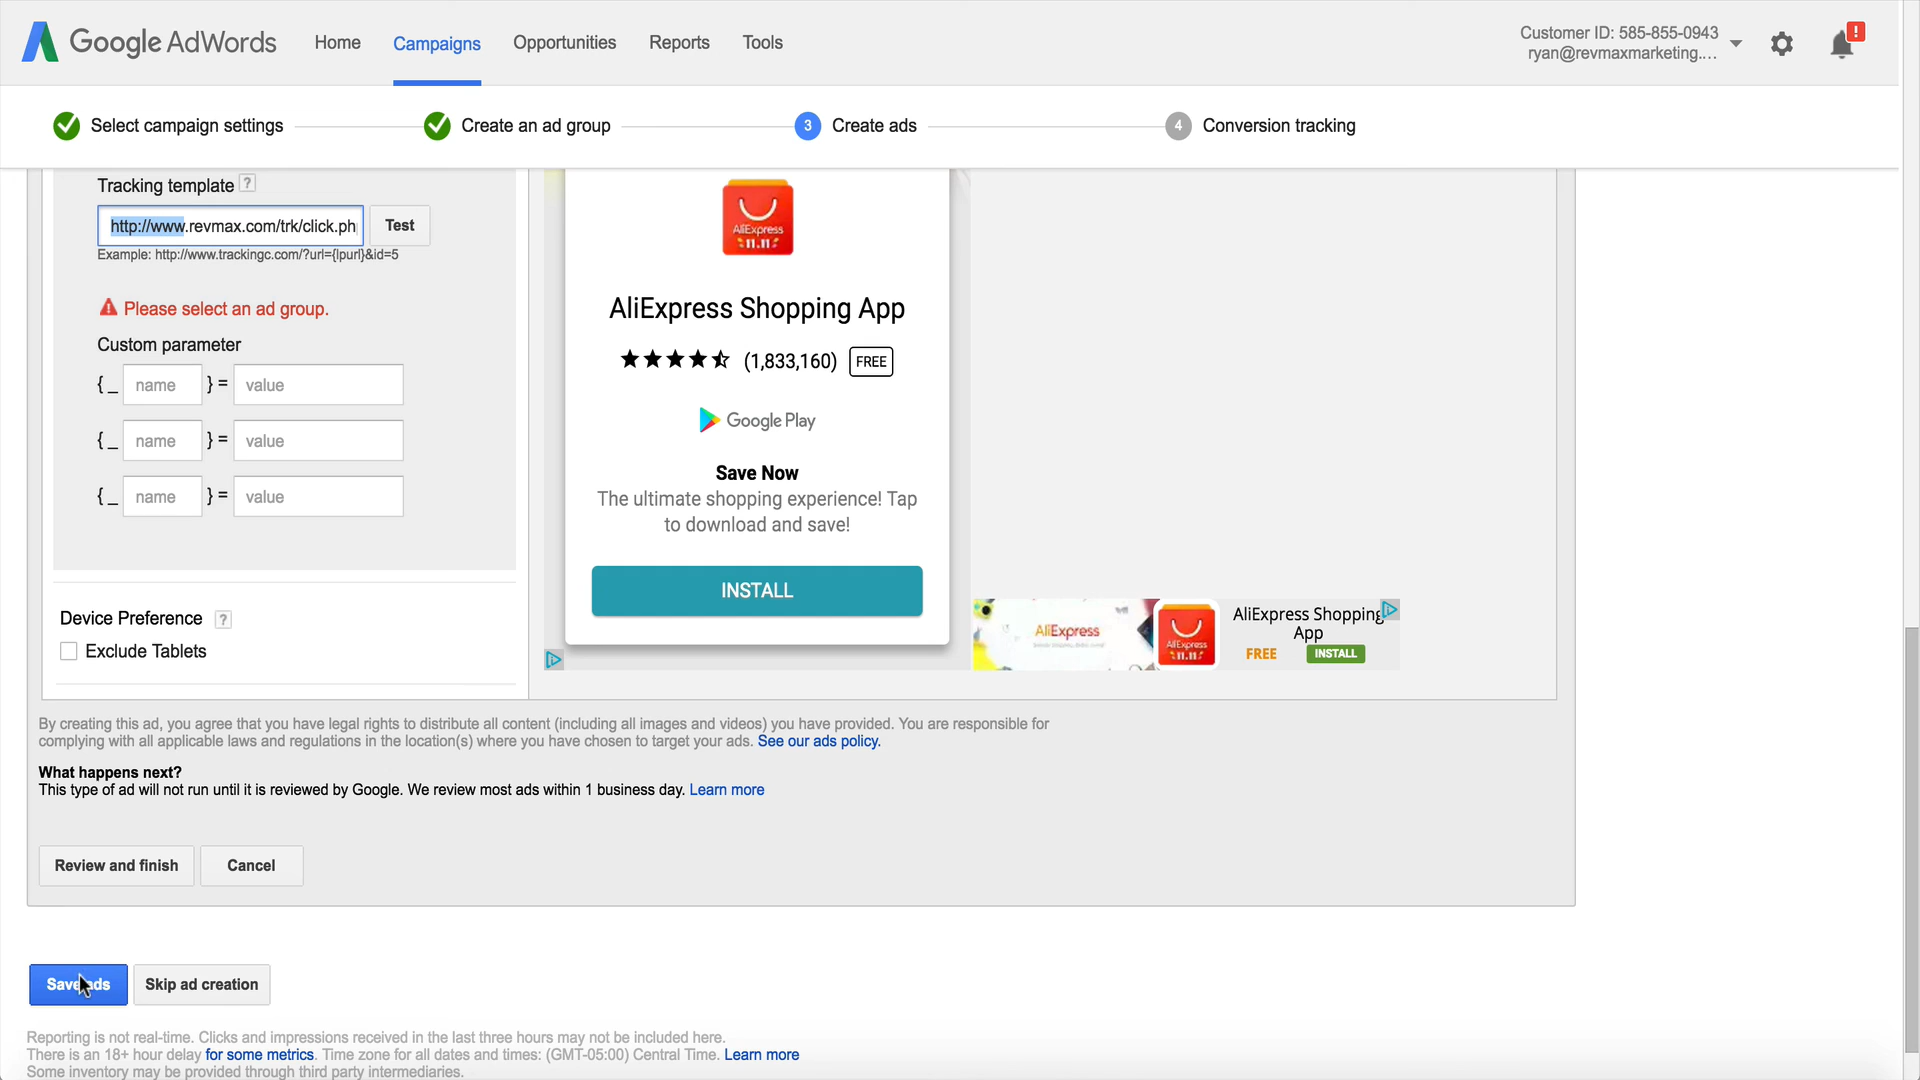 Google AdWords
Home
Campaigns
Opportunities
Reports
Tools
Customer ID: 585-855-0943
ryan@revmaxmarketing....
!
Select campaign settings
Create an ad group
3
Create ads
4
Conversion tracking
Tracking template ?
http://www.revmax.com/trk/click.ph
Test
Example: http://www.trackingc.com/?url={lpurl}&id=5
Please select an ad group.
Custom parameter
{ _ name } = value
{ _ name } = value
{ _ name } = value
Device Preference ?
Exclude Tablets
AliExpress
11.11
AliExpress Shopping App
(1,833,160) FREE
Google Play
Save Now
The ultimate shopping experience! Tap
to download and save!
INSTALL
AliExpress
AliExpress
11.11
AliExpress Shopping
App
FREE
INSTALL
By creating this ad, you agree that you have legal rights to distribute all content (including all images and videos) you have provided. You are responsible for
complying with all applicable laws and regulations in the location(s) where you have chosen to target your ads. See our ads policy.
What happens next?
This type of ad will not run until it is reviewed by Google. We review most ads within 1 business day. Learn more
Review and finish
Cancel
Save ads
Skip ad creation
Reporting is not real-time. Clicks and impressions received in the last three hours may not be included here.
There is an 18+ hour delay for some metrics. Time zone for all dates and times: (GMT-05:00) Central Time. Learn more
Some inventory may be provided through third party intermediaries.